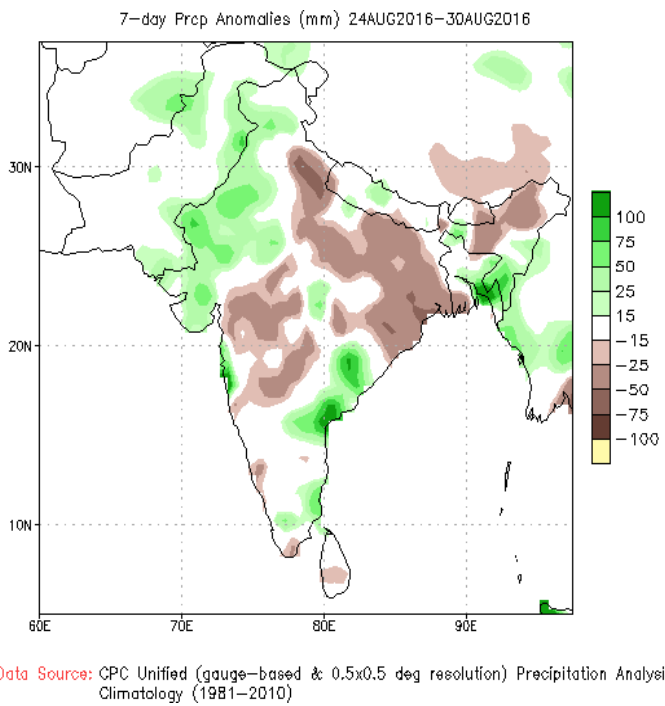 7-day Prcp Anomalies (mm) 24AUG2016-30AUG2016
30N
20N
10N
60E 70E 80E 90E
100
75
50
25
15
-15
-25
-50
-75
-100
Data Source: CPC Unified (gauge-based & 0.5x0.5 deg resolution) Precipitation Analysi
Climatology (1981-2010)